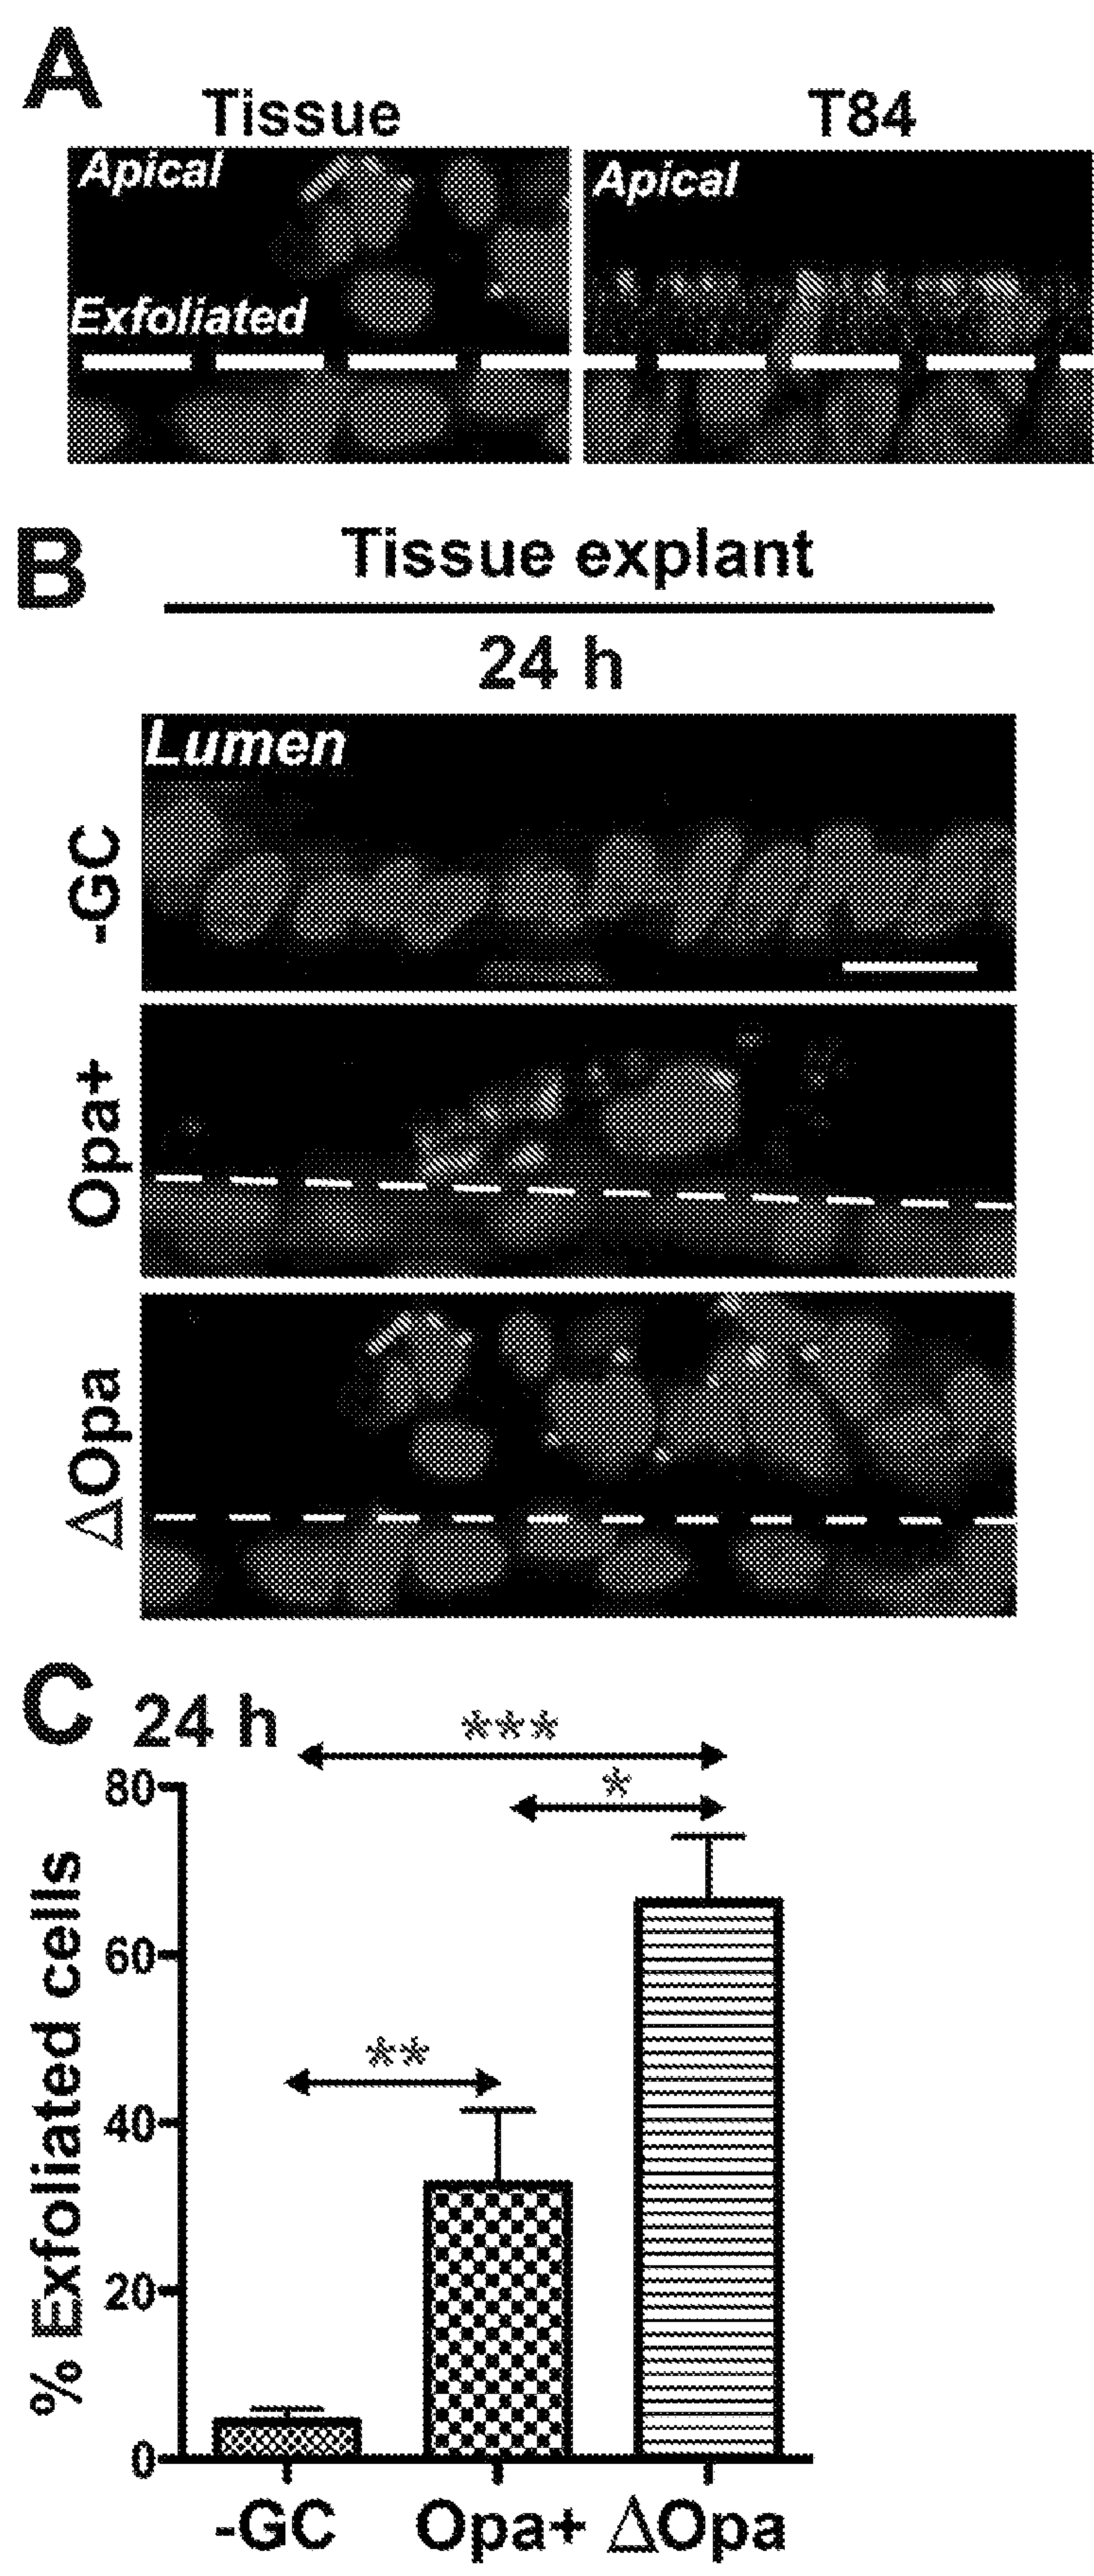 A
Tissue
T84
Apical
Apical
Exfoliated
B
Tissue explant
24 h
Lumen
-GC
Opa+
ΔOpa
C
24 h
***
*
**
% Exfoliated cells
80
60
40
20
0
-GC
Opa+
ΔOpa